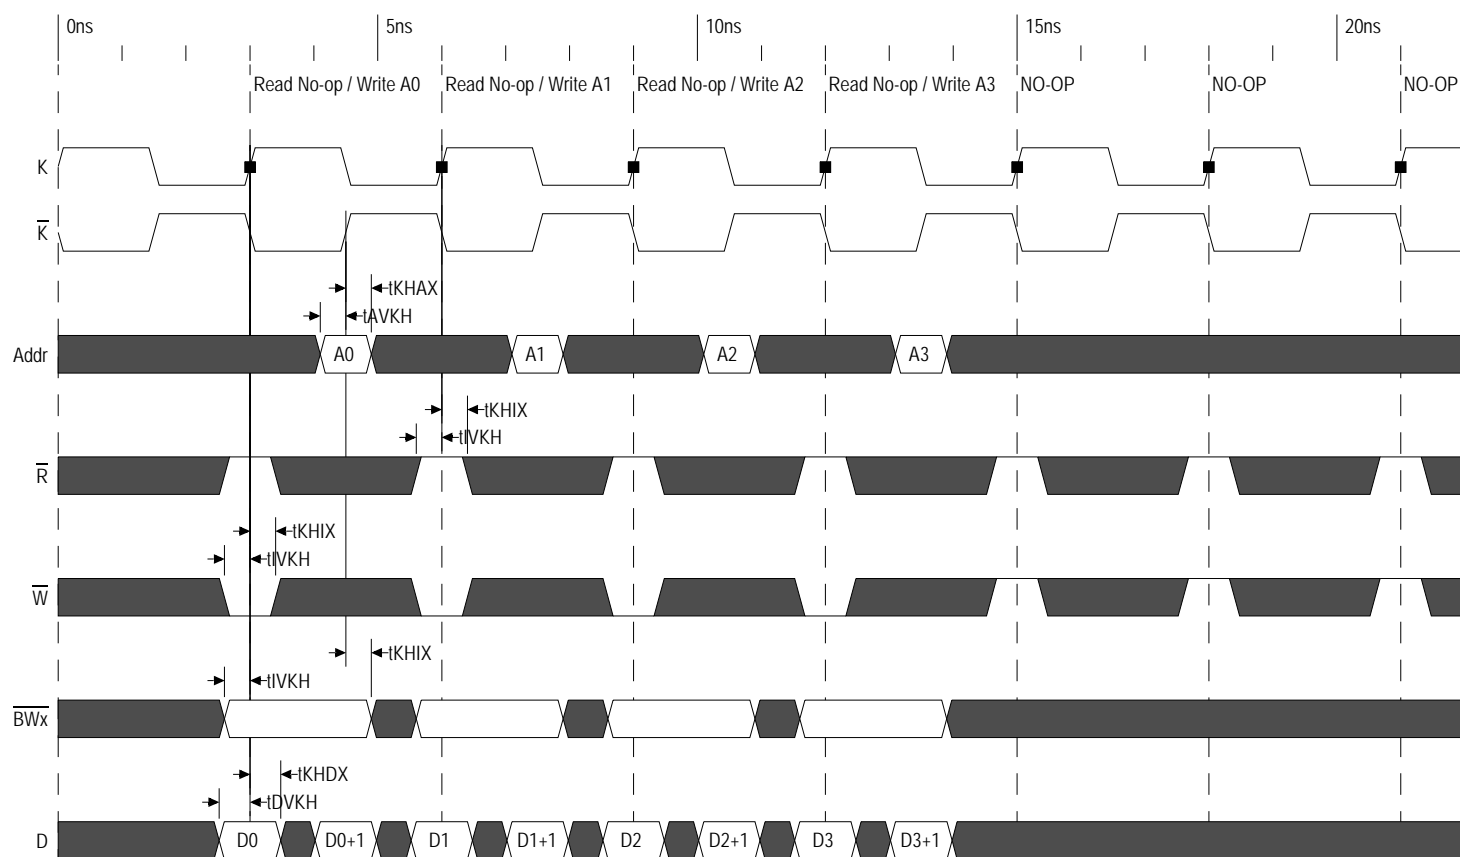 0ns 5ns 10ns 15ns 20ns
Read No-op / Write A0 Read No-op / Write A1 Read No-op / Write A2 Read No-op / Write A3 NO-OP NO-OP NO-OP
K
K̅
tKHAX
tAVKH
Addr A0 A1 A2 A3
tKHIX
tIVKH
R̅
tKHIX
tIVKH
W̅
tKHIX
tIVKH
B̅W̅x̅
tKHDX
tDVKH
D D0 D0+1 D1 D1+1 D2 D2+1 D3 D3+1